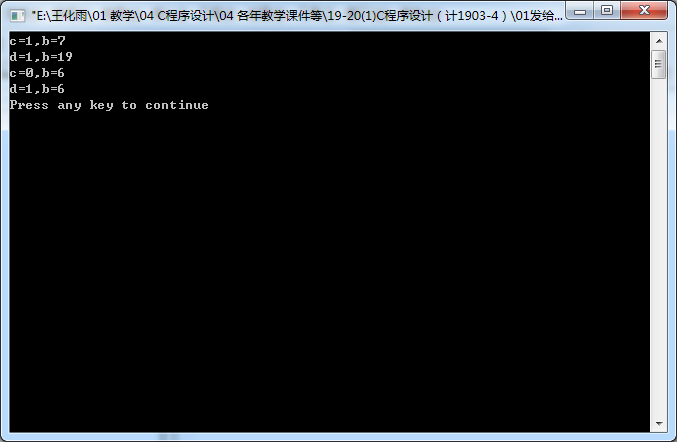 "E:\王化雨\01 教学\04 C程序设计\04 各年教学课件等\19-20(1)C程序设计（计1903-4）\01发给...
c=1,b=7
d=1,b=19
c=0,b=6
d=1,b=6
Press any key to continue